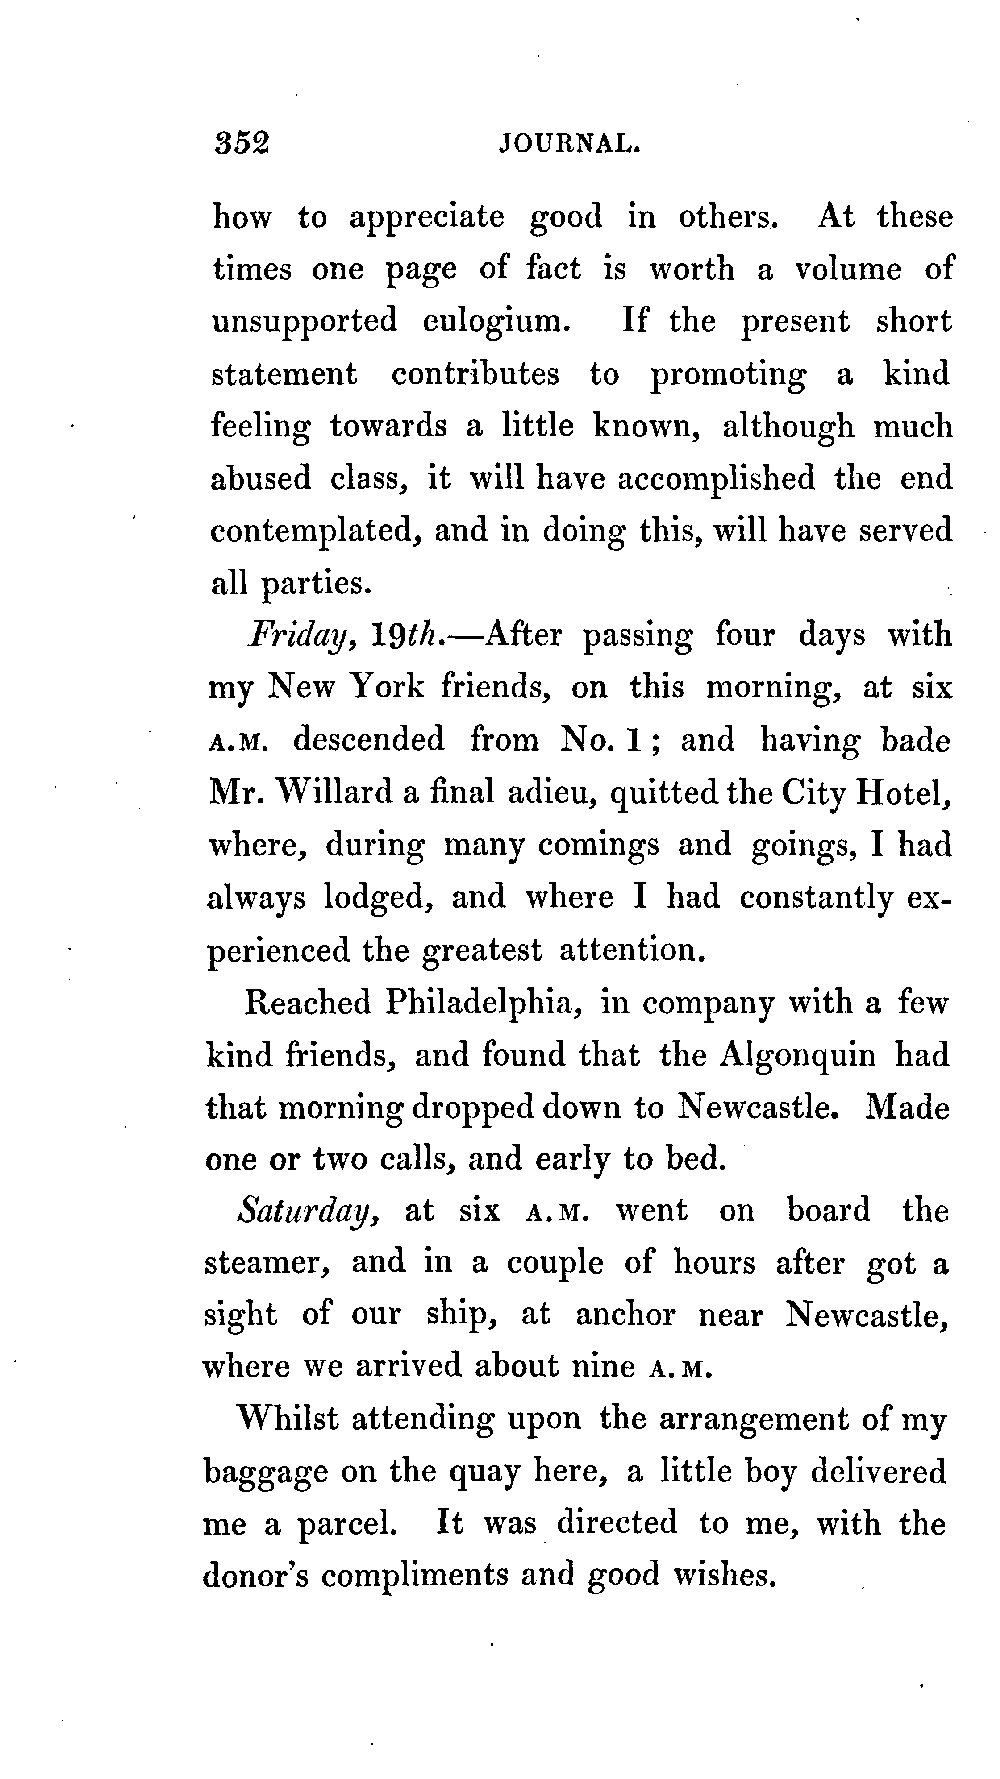 352 JOURNAL.
how to appreciate good in others. At these
times one page of fact is worth a volume of
unsupported eulogium. If the present short
statement contributes to promoting a kind
feeling towards a little known, although much
abused class, it will have accomplished the end
contemplated, and in doing this, will have served
all parties.
Friday, 19th.—After passing four days with
my New York friends, on this morning, at six
A.M. descended from No. 1; and having bade
Mr. Willard a final adieu, quitted the City Hotel,
where, during many comings and goings, I had
always lodged, and where I had constantly ex-
perienced the greatest attention.
Reached Philadelphia, in company with a few
kind friends, and found that the Algonquin had
that morning dropped down to Newcastle. Made
one or two calls, and early to bed.
Saturday, at six A.M. went on board the
steamer, and in a couple of hours after got a
sight of our ship, at anchor near Newcastle,
where we arrived about nine A.M.
Whilst attending upon the arrangement of my
baggage on the quay here, a little boy delivered
me a parcel. It was directed to me, with the
donor's compliments and good wishes.